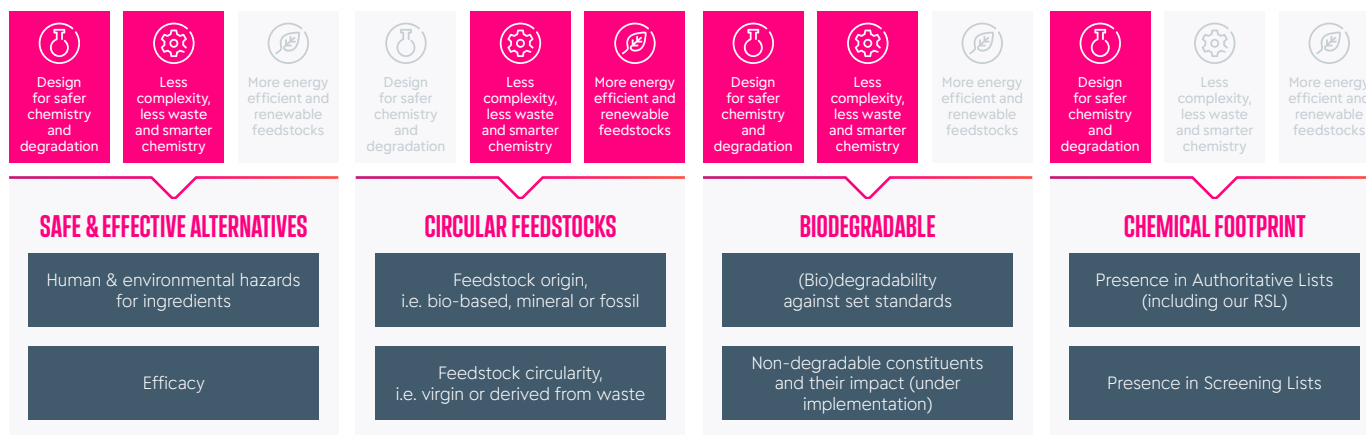 Design
for safer
chemistry
and
degradation
Less
complexity,
less waste
and smarter
chemistry
More energy
efficient and
renewable
feedstocks
SAFE & EFFECTIVE ALTERNATIVES
Human & environmental hazards
for ingredients
Efficacy
Design
for safer
chemistry
and
degradation
Less
complexity,
less waste
and smarter
chemistry
More energy
efficient and
renewable
feedstocks
CIRCULAR FEEDSTOCKS
Feedstock origin,
i.e. bio-based, mineral or fossil
Feedstock circularity,
i.e. virgin or derived from waste
Design
for safer
chemistry
and
degradation
Less
complexity,
less waste
and smarter
chemistry
More energy
efficient and
renewable
feedstocks
BIODEGRADABLE
(Bio)degradability
against set standards
Non-degradable constituents
and their impact (under
implementation)
Design
for safer
chemistry
and
degradation
Less
complexity,
less waste
and smarter
chemistry
More energy
efficient and
renewable
feedstocks
CHEMICAL FOOTPRINT
Presence in Authoritative Lists
(including our RSL)
Presence in Screening Lists